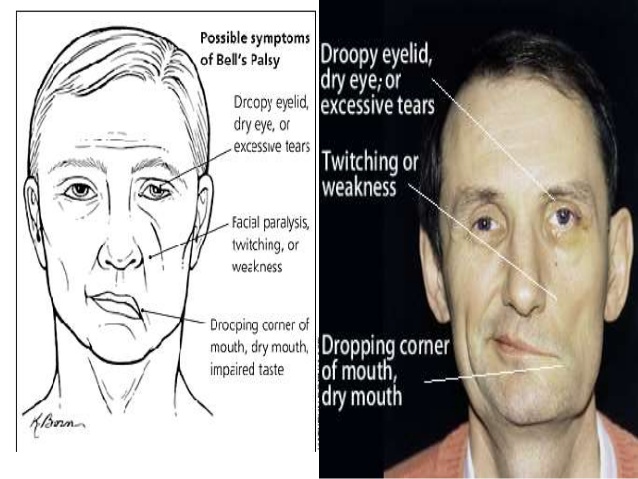 Possible symptoms
of Bell's Palsy
Drcopy eyelid,
dry eye, or
excessive tears
Facial paralysis,
twitching, or
weakness
Drocping corner of
mouth, dry mouth,
impaired taste
K.Born
Droopy eyelid,
dry eye, or
excessive tears
Twitching or
weakness
Dropping corner
of mouth,
dry mouth